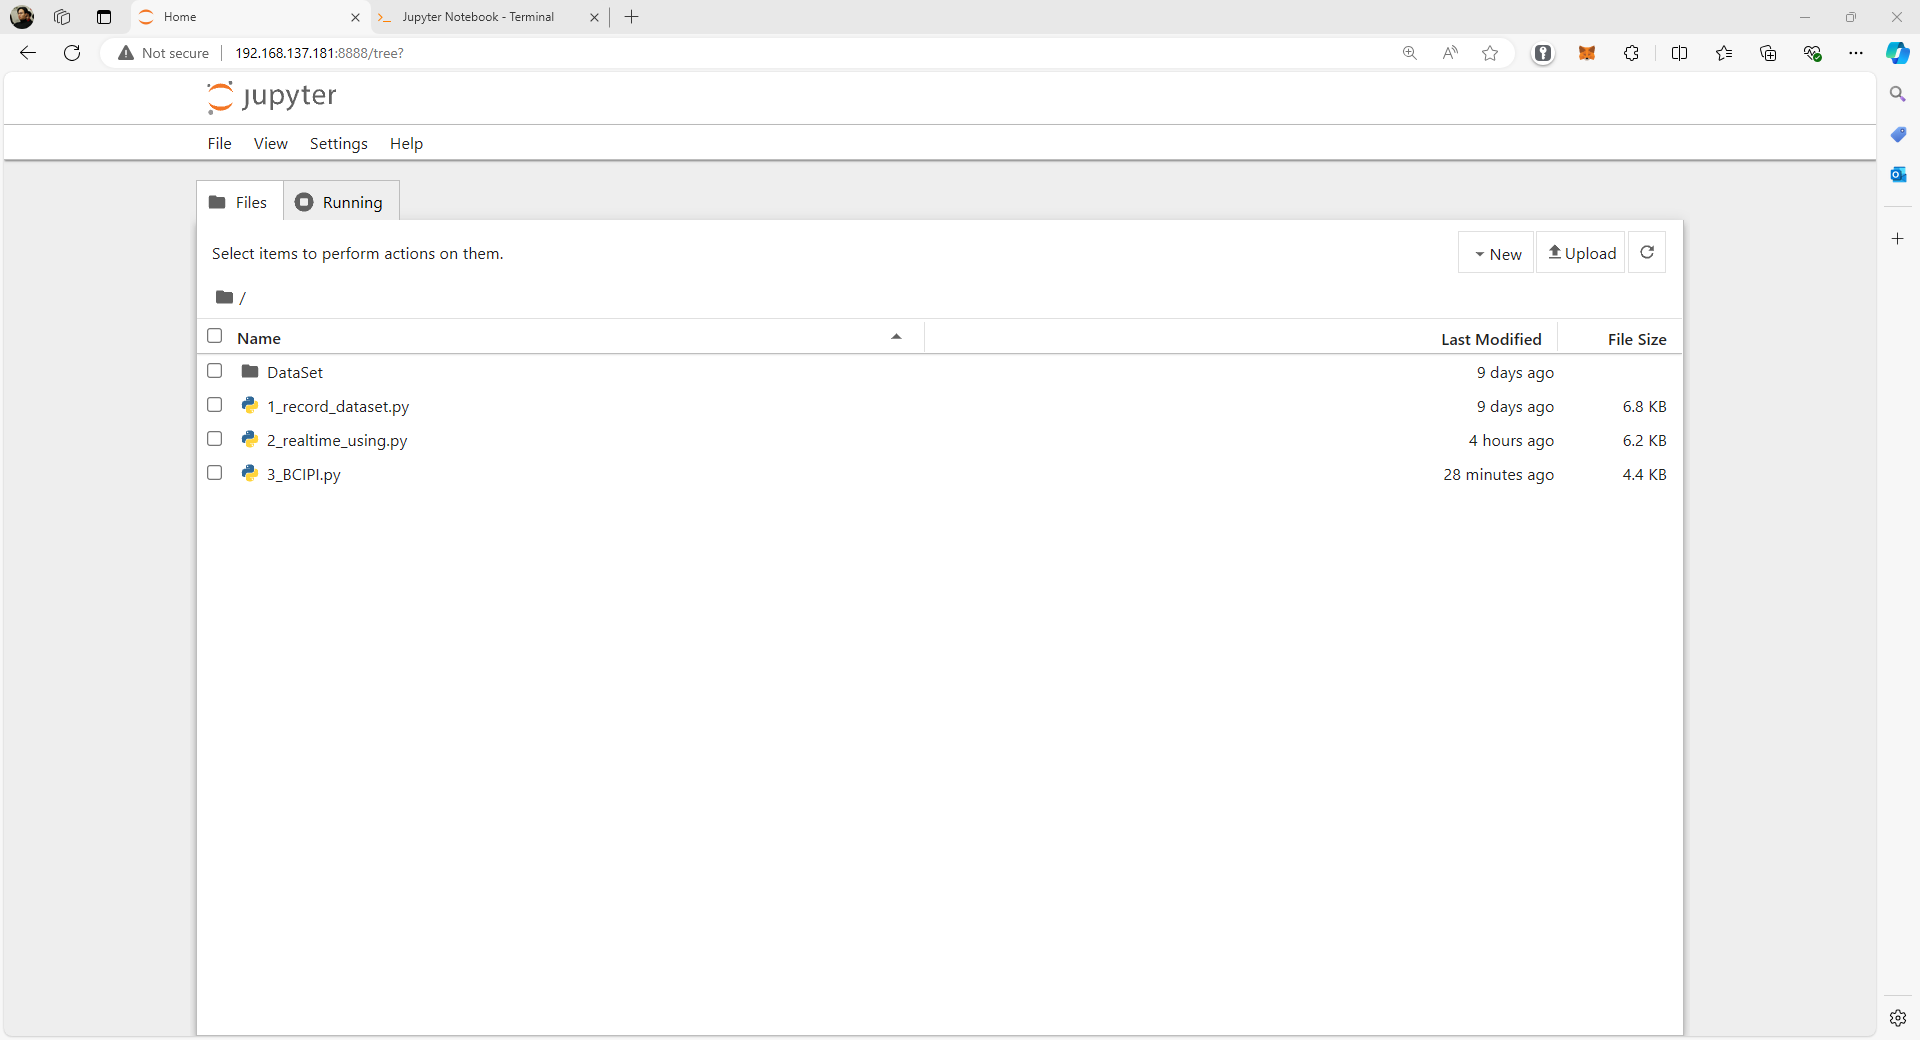 Home
Jupyter Notebook - Terminal
Not secure
192.168.137.181:8888/tree?
jupyter
File View Settings Help
Files Running
Select items to perform actions on them.
New Upload
/
Name Last Modified File Size
DataSet 9 days ago
1_record_dataset.py 9 days ago 6.8 KB
2_realtime_using.py 4 hours ago 6.2 KB
3_BCIPI.py 28 minutes ago 4.4 KB